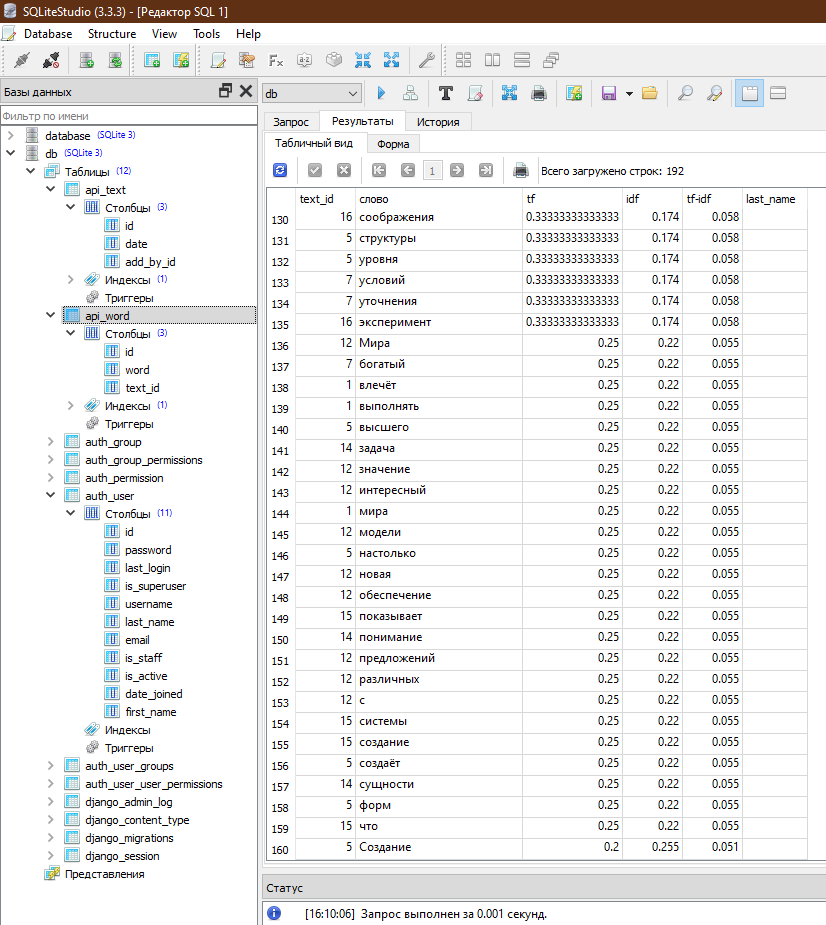 SQLiteStudio (3.3.3) - [Редактор SQL 1]
Database Structure View Tools Help
Базы данных
Фильтр по имени
database (SQLite 3)
db (SQLite 3)
Таблицы (12)
api_text
Столбцы (3)
id
date
add_by_id
Индексы (1)
Триггеры
api_word
Столбцы (3)
id
word
text_id
Индексы (1)
Триггеры
auth_group
auth_group_permissions
auth_permission
auth_user
Столбцы (11)
id
password
last_login
is_superuser
username
last_name
email
is_staff
is_active
date_joined
first_name
Индексы
Триггеры
auth_user_groups
auth_user_user_permissions
django_admin_log
django_content_type
django_migrations
django_session
Представления
db
Запрос Результаты История
Табличный вид Форма
1 Всего загружено строк: 192
text_id слово tf idf tf-idf last_name
130 16 соображения 0.33333333333333 0.174 0.058
131 5 структуры 0.33333333333333 0.174 0.058
132 5 уровня 0.33333333333333 0.174 0.058
133 7 условий 0.33333333333333 0.174 0.058
134 7 уточнения 0.33333333333333 0.174 0.058
135 16 эксперимент 0.33333333333333 0.174 0.058
136 12 Мира 0.25 0.22 0.055
137 7 богатый 0.25 0.22 0.055
138 1 влечёт 0.25 0.22 0.055
139 1 выполнять 0.25 0.22 0.055
140 5 высшего 0.25 0.22 0.055
141 14 задача 0.25 0.22 0.055
142 12 значение 0.25 0.22 0.055
143 12 интересный 0.25 0.22 0.055
144 1 мира 0.25 0.22 0.055
145 12 модели 0.25 0.22 0.055
146 5 настолько 0.25 0.22 0.055
147 12 новая 0.25 0.22 0.055
148 12 обеспечение 0.25 0.22 0.055
149 15 показывает 0.25 0.22 0.055
150 14 понимание 0.25 0.22 0.055
151 12 предложений 0.25 0.22 0.055
152 12 различных 0.25 0.22 0.055
153 12 с 0.25 0.22 0.055
154 15 системы 0.25 0.22 0.055
155 15 создание 0.25 0.22 0.055
156 5 создаёт 0.25 0.22 0.055
157 14 сущности 0.25 0.22 0.055
158 5 форм 0.25 0.22 0.055
159 15 что 0.25 0.22 0.055
160 5 Создание 0.2 0.255 0.051
Статус
[16:10:06] Запрос выполнен за 0.001 секунд.